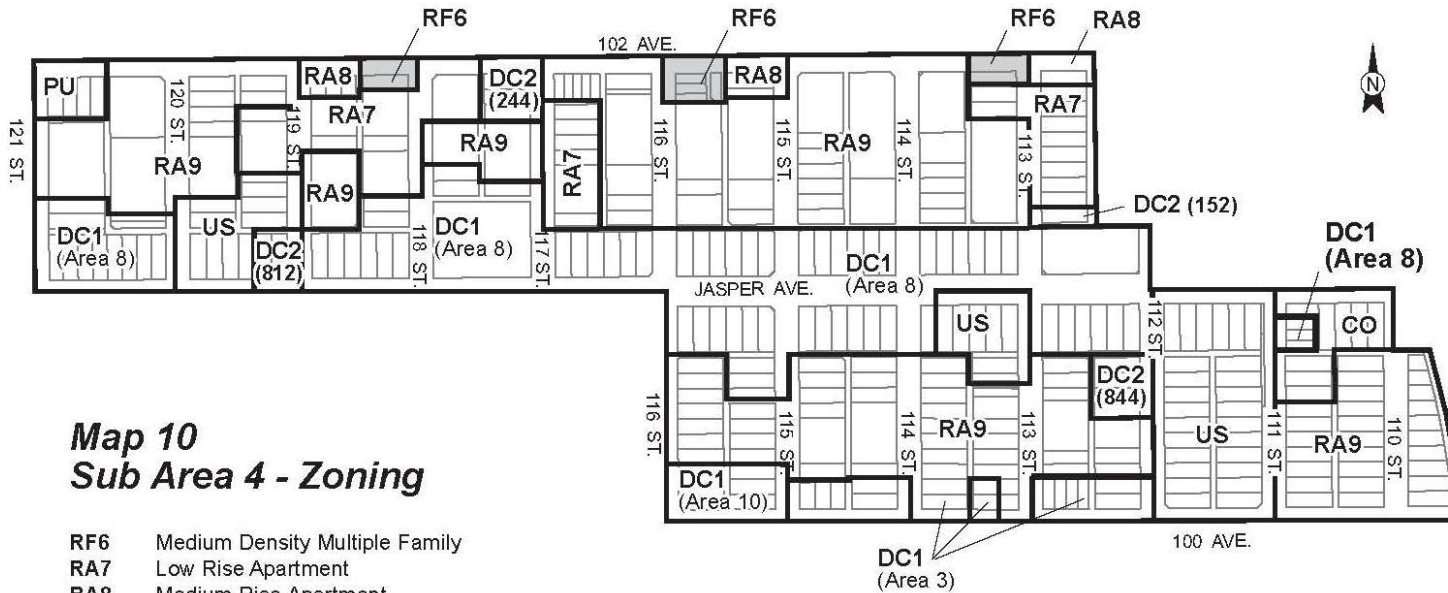 RF6
RF6
RF6
RA8
102 AVE.
PU
RA8
DC2
(244)
RA8
N
120 ST.
119 ST.
RA7
RA7
121 ST.
RA9
RA9
RA9
RA7
116 ST.
115 ST.
RA9
114 ST.
113 ST.
DC2 (152)
DC1
(Area 8)
US
DC2
(812)
118 ST.
DC1
(Area 8)
117 ST.
DC1
(Area 8)
JASPER AVE.
DC1
(Area 8)
US
112 ST.
CO
DC2
(844)
116 ST.
115 ST.
114 ST.
RA9
113 ST.
US
111 ST.
RA9
110 ST.
Map 10
Sub Area 4 - Zoning
DC1
(Area 10)
100 AVE.
DC1
(Area 3)
RF6 Medium Density Multiple Family
RA7 Low Rise Apartment
RA8 Medium Rise Apartment